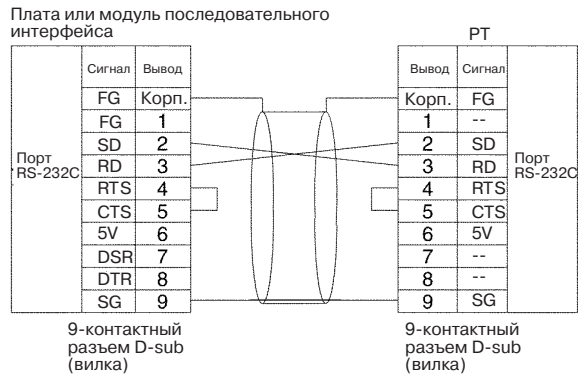 Плата или модуль последовательного
интерфейса
PT
Сигнал Вывод
Вывод Сигнал
FG Корп.
Корп. FG
FG 1
1 --
SD 2
2 SD
RD 3
3 RD
Порт
RS-232C
Порт
RS-232C
RTS 4
4 RTS
CTS 5
5 CTS
5V 6
6 5V
DSR 7
7 --
DTR 8
8 --
SG 9
9 SG
9-контактный
разъем D-sub
(вилка)
9-контактный
разъем D-sub
(вилка)